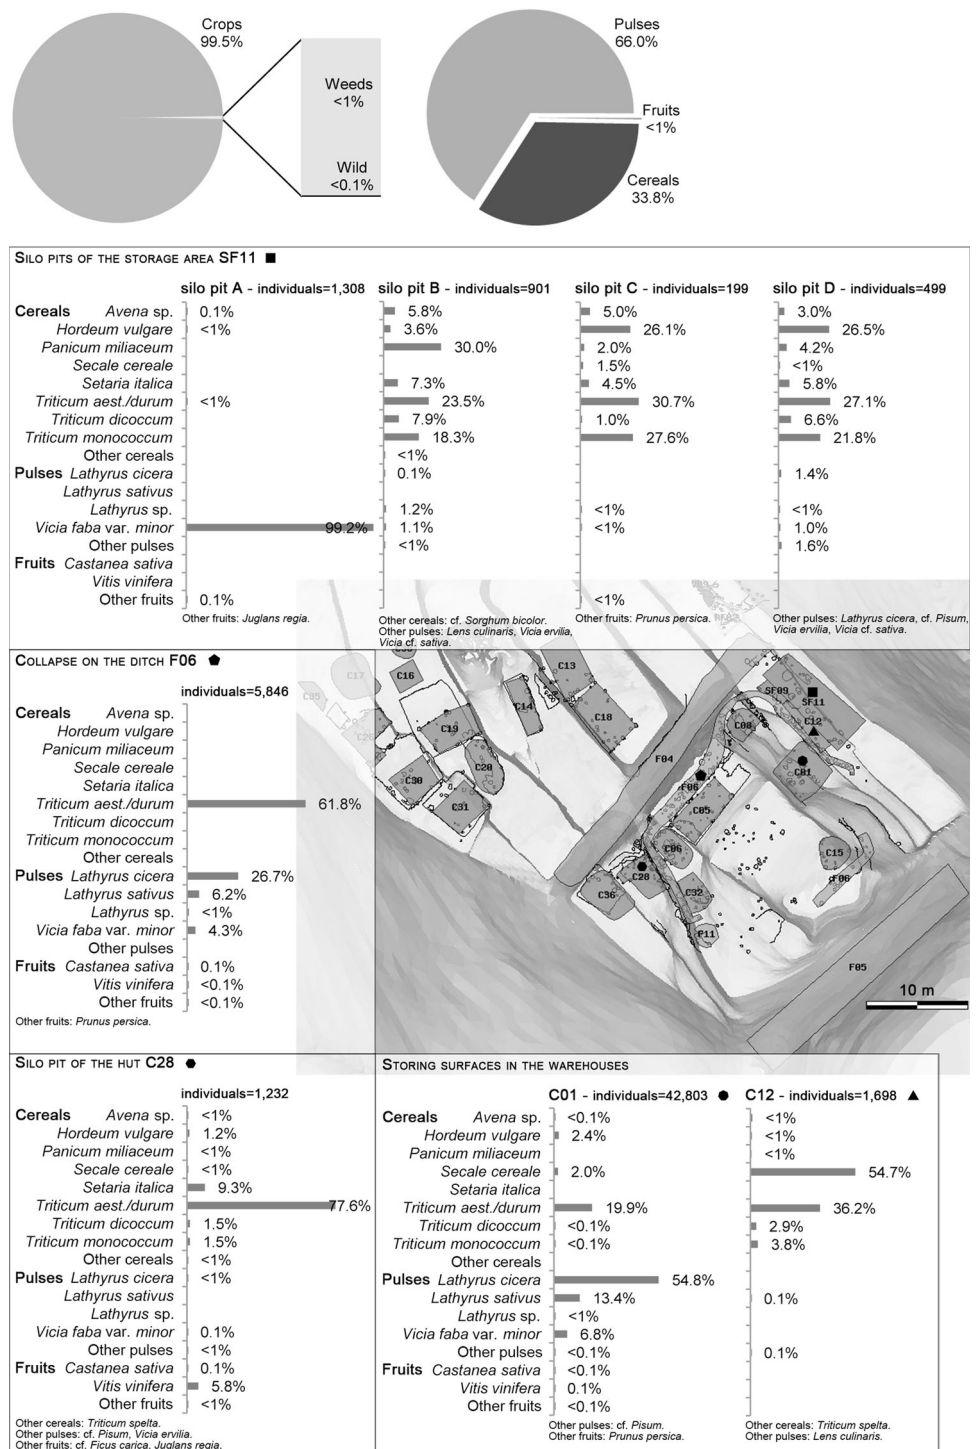 Crops
99.5%
Weeds
<1%
Wild
<0.1%
Pulses
66.0%
Fruits
<1%
Cereals
33.8%
SILO PITS OF THE STORAGE AREA SF11
silo pit A - individuals=1,308
silo pit B - individuals=901
silo pit C - individuals=199
silo pit D - individuals=499
Cereals Avena sp. 0.1% 5.8% 5.0% 3.0%
Hordeum vulgare <1% 3.6% 26.1% 26.5%
Panicum miliaceum 30.0% 2.0% 4.2%
Secale cereale 1.5% <1%
Setaria italica 7.3% 4.5% 5.8%
Triticum aest./durum <1% 23.5% 30.7% 27.1%
Triticum dicoccum 7.9% 1.0% 6.6%
Triticum monococcum 18.3% 27.6% 21.8%
Other cereals <1%
Pulses Lathyrus cicera 0.1% 1.4%
Lathyrus sativus
Lathyrus sp. 1.2% <1% <1%
Vicia faba var. minor 99.2% 1.1% <1% 1.0%
Other pulses <1% 1.6%
Fruits Castanea sativa
Vitis vinifera
Other fruits 0.1% <1%
Other fruits: Juglans regia.
Other cereals: cf. Sorghum bicolor.
Other pulses: Lens culinaris, Vicia ervilia,
Vicia cf. sativa.
Other fruits: Prunus persica.
Other pulses: Lathyrus cicera, cf. Pisum,
Vicia ervilia, Vicia cf. sativa.
COLLAPSE ON THE DITCH F06
individuals=5,846
Cereals Avena sp.
Hordeum vulgare
Panicum miliaceum
Secale cereale
Setaria italica
Triticum aest./durum 61.8%
Triticum dicoccum
Triticum monococcum
Other cereals
Pulses Lathyrus cicera 26.7%
Lathyrus sativus 6.2%
Lathyrus sp. <1%
Vicia faba var. minor 4.3%
Other pulses
Fruits Castanea sativa 0.1%
Vitis vinifera <0.1%
Other fruits <0.1%
Other fruits: Prunus persica.
C35
C17
C16
C13
C14
C18
C19
C20
C30
C31
F04
SF09
SF11
C12
C08
C01
F06
C05
C06
C28
C36
C32
F11
C15
F06
F05
10 m
SILO PIT OF THE HUT C28
individuals=1,232
Cereals Avena sp. <1%
Hordeum vulgare 1.2%
Panicum miliaceum <1%
Secale cereale <1%
Setaria italica 9.3%
Triticum aest./durum 77.6%
Triticum dicoccum 1.5%
Triticum monococcum 1.5%
Other cereals <1%
Pulses Lathyrus cicera <1%
Lathyrus sativus
Lathyrus sp.
Vicia faba var. minor 0.1%
Other pulses <1%
Fruits Castanea sativa 0.1%
Vitis vinifera 5.8%
Other fruits <1%
Other cereals: Triticum spelta.
Other pulses: cf. Pisum, Vicia ervilia.
Other fruits: cf. Ficus carica, Juglans regia.
STORING SURFACES IN THE WAREHOUSES
C01 - individuals=42,803
C12 - individuals=1,698
Cereals Avena sp. <0.1% <1%
Hordeum vulgare 2.4% <1%
Panicum miliaceum <1%
Secale cereale 2.0% 54.7%
Setaria italica
Triticum aest./durum 19.9% 36.2%
Triticum dicoccum <0.1% 2.9%
Triticum monococcum <0.1% 3.8%
Other cereals
Pulses Lathyrus cicera 54.8%
Lathyrus sativus 13.4% 0.1%
Lathyrus sp. <1%
Vicia faba var. minor 6.8%
Other pulses <0.1% 0.1%
Fruits Castanea sativa <0.1%
Vitis vinifera 0.1%
Other fruits <0.1%
Other pulses: cf. Pisum.
Other fruits: Prunus persica.
Other cereals: Triticum spelta.
Other pulses: Lens culinaris.